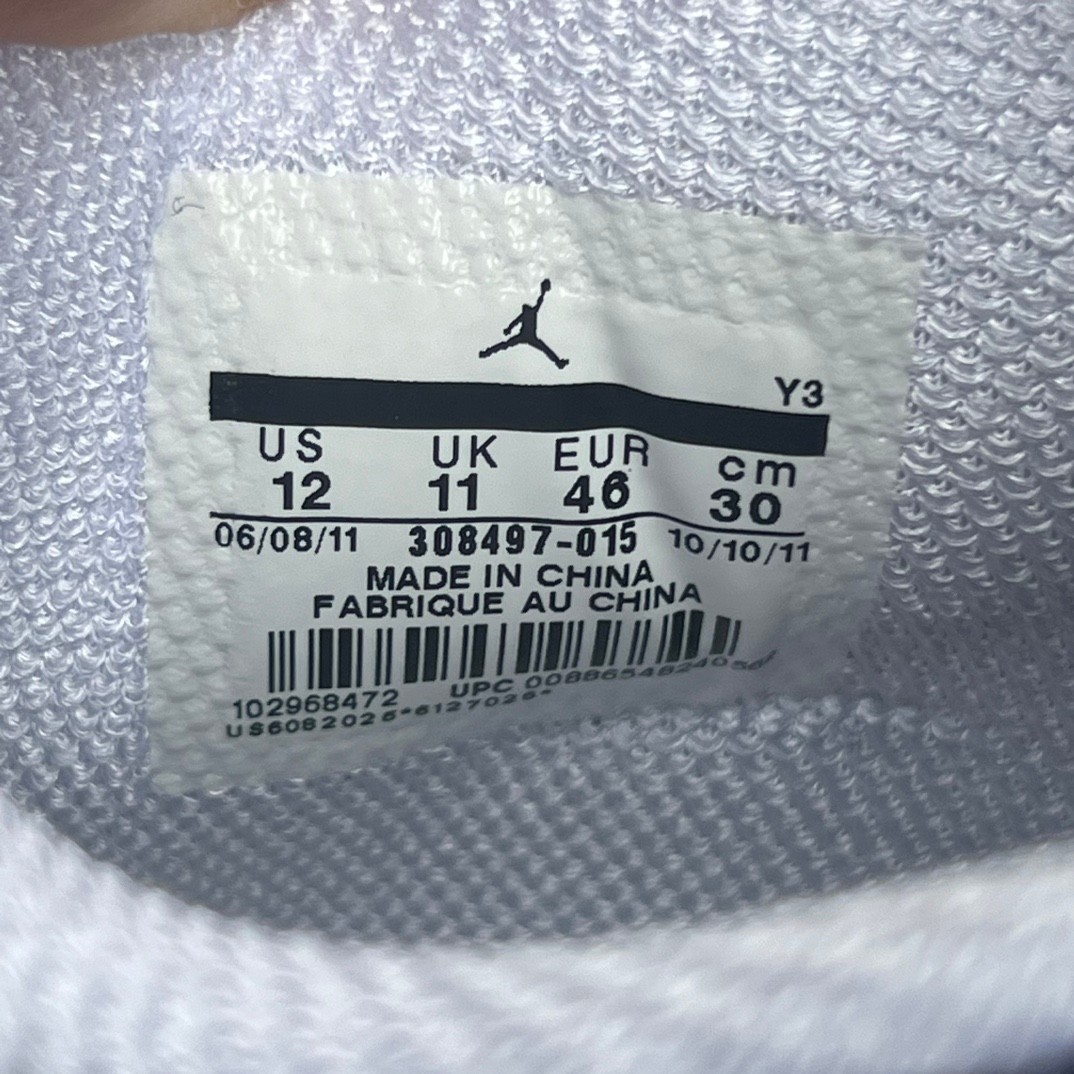 Y3
US UK EUR cm
12 11 46 30
06/08/11 308497-015 10/10/11
MADE IN CHINA
FABRIQUE AU CHINA
102968472 UPC